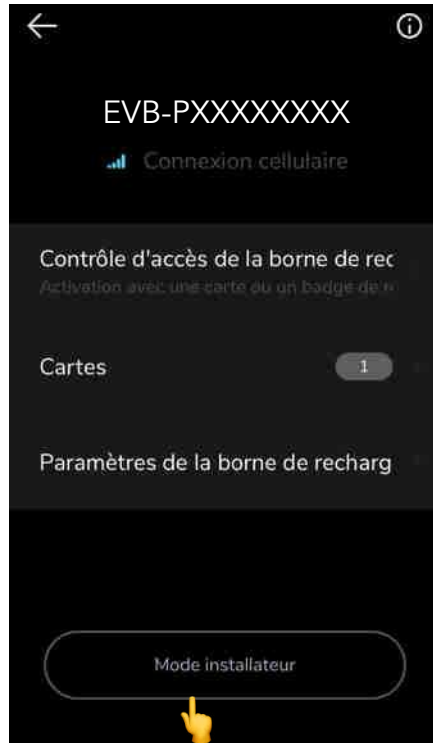 EVB-PXXXXXXXX
Connexion cellulaire
Contrôle d'accès de la borne de rec
Activation avec une carte ou un badge de r
Cartes 1
Paramètres de la borne de recharg
Mode installateur